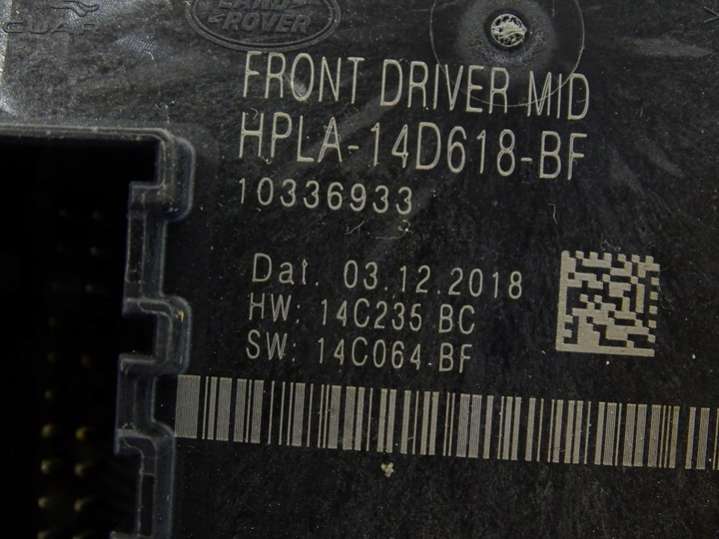 LAND
ROVER
FRONT DRIVER MID
HPLA-14D618-BF
10336933
Dat. 03.12.2018
HW: 14C235 BC
SW: 14C064 BF